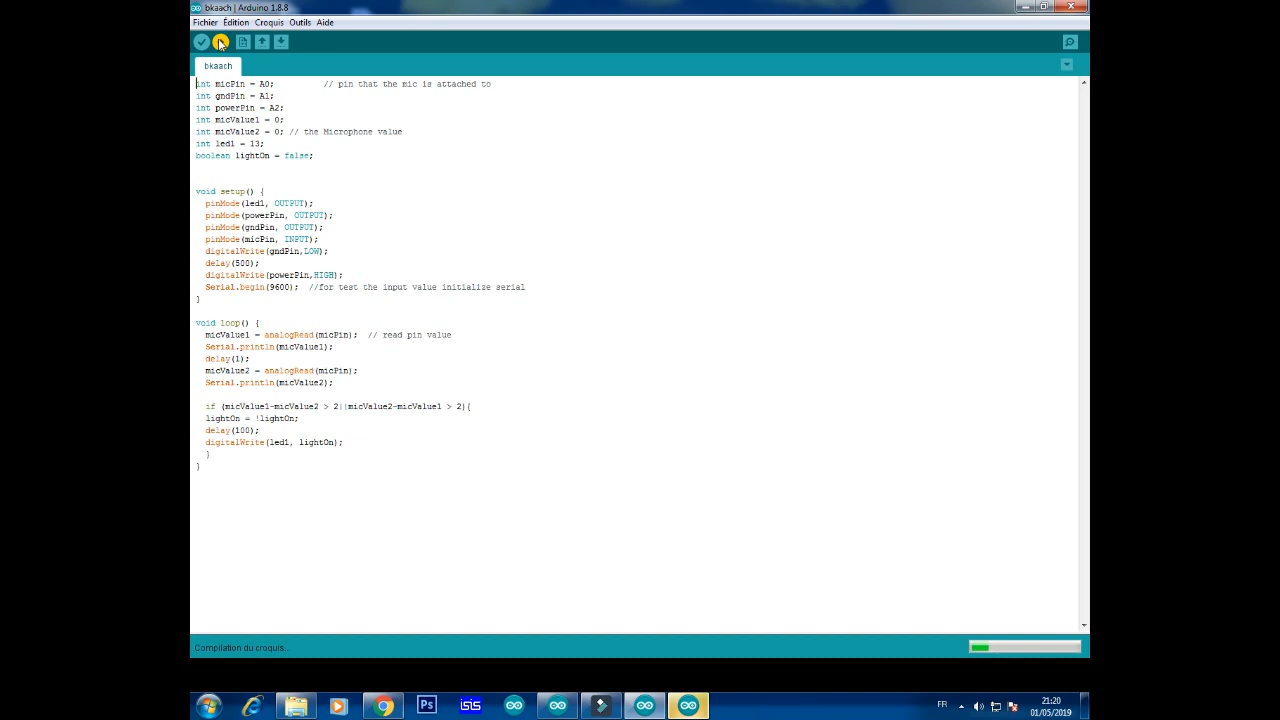 bkaach | Arduino 1.8.8
Fichier Édition Croquis Outils Aide
bkaach
int micPin = A0; // pin that the mic is attached to
int gndPin = A1;
int powerPin = A2;
int micValue1 = 0;
int micValue2 = 0; // the Microphone value
int led1 = 13;
boolean lightOn = false;
void setup() {
pinMode(led1, OUTPUT);
pinMode(powerPin, OUTPUT);
pinMode(gndPin, OUTPUT);
pinMode(micPin, INPUT);
digitalWrite(gndPin,LOW);
delay(500);
digitalWrite(powerPin,HIGH);
Serial.begin(9600); //for test the input value initialize serial
}
void loop() {
micValue1 = analogRead(micPin); // read pin value
Serial.println(micValue1);
delay(1);
micValue2 = analogRead(micPin);
Serial.println(micValue2);
if (micValue1-micValue2 > 2||micValue2-micValue1 > 2){
lightOn = !lightOn;
delay(100);
digitalWrite(led1, lightOn);
}
}
Compilation du croquis...
Ps isis FR 21:20
01/05/2019